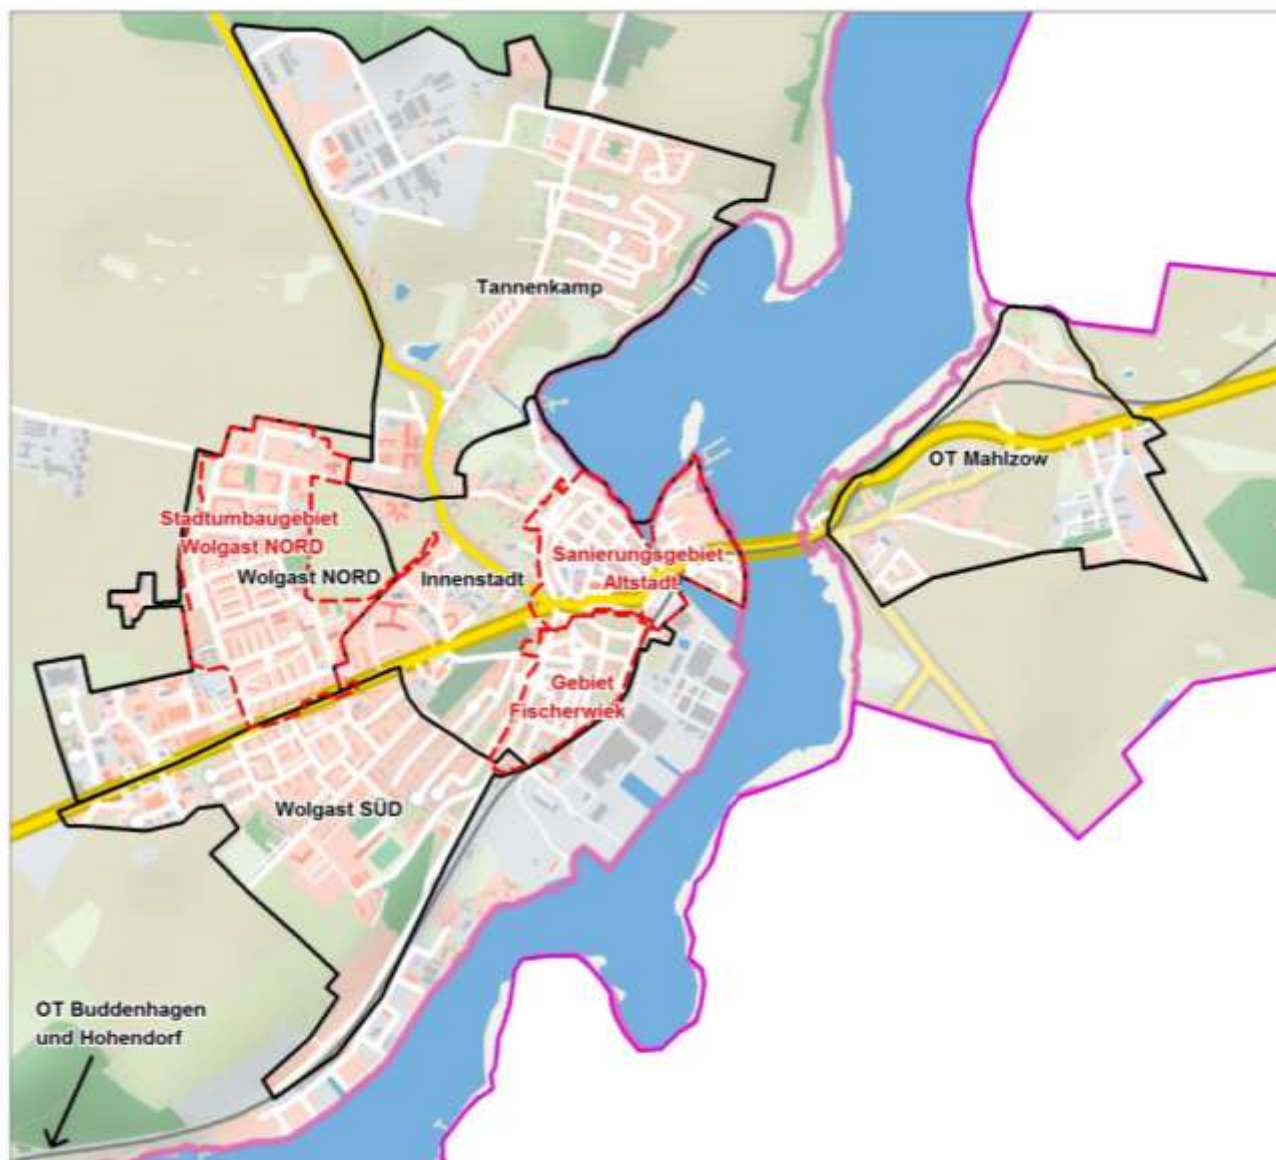 Tannenkamp
OT Mahlzow
Stadtumbaugebiet
Wolgast NORD
Wolgast NORD
Innenstadt
Sanierungsgebiet
Altstadt
Gebiet
Fischerwiek
Wolgast SÜD
OT Buddenhagen
und Hohendorf